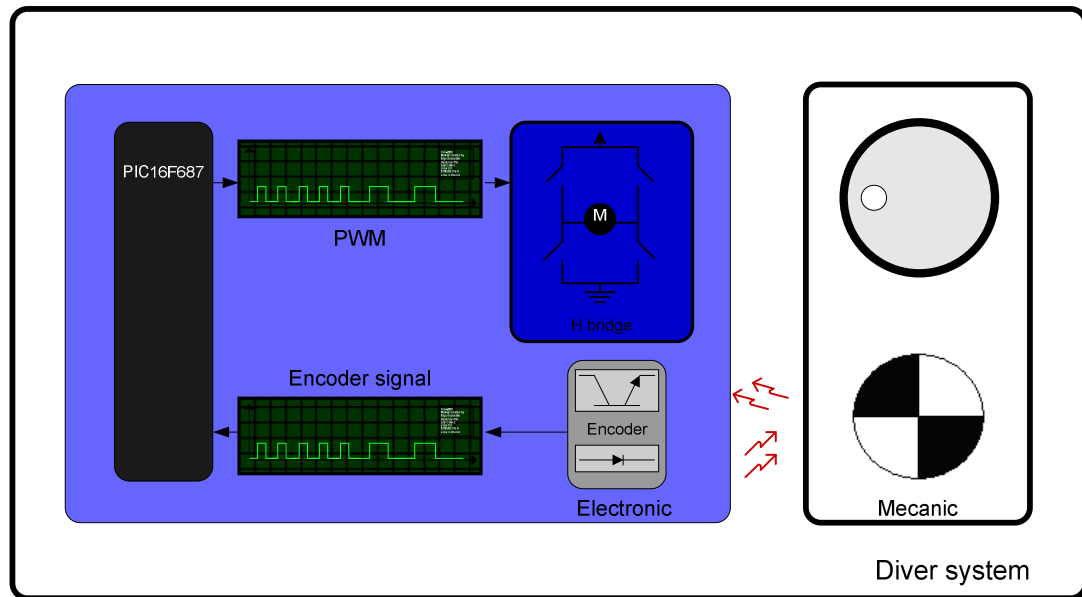 PIC16F687
PWM
M
H bridge
Encoder signal
Encoder
Electronic
Mecanic
Diver system